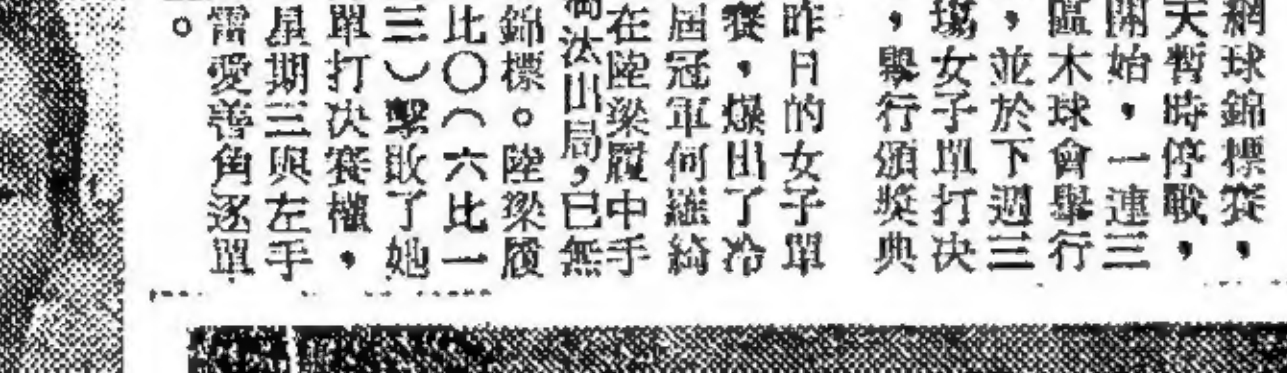 網球錦標賽，
天暫時停戰，
開始，一連三
區木球會舉行
，並於下週三
場女子單打决
，舉行頒獎典
昨日的女子單
賽，爆出了冷
屆冠軍何羅綺
在陸梁履中手
淘汰出局，已無
錦標。陸梁履
比〇（六比一
三）擊敗了她
單打决賽權，
星期三與左手
雷愛善角逐單
。